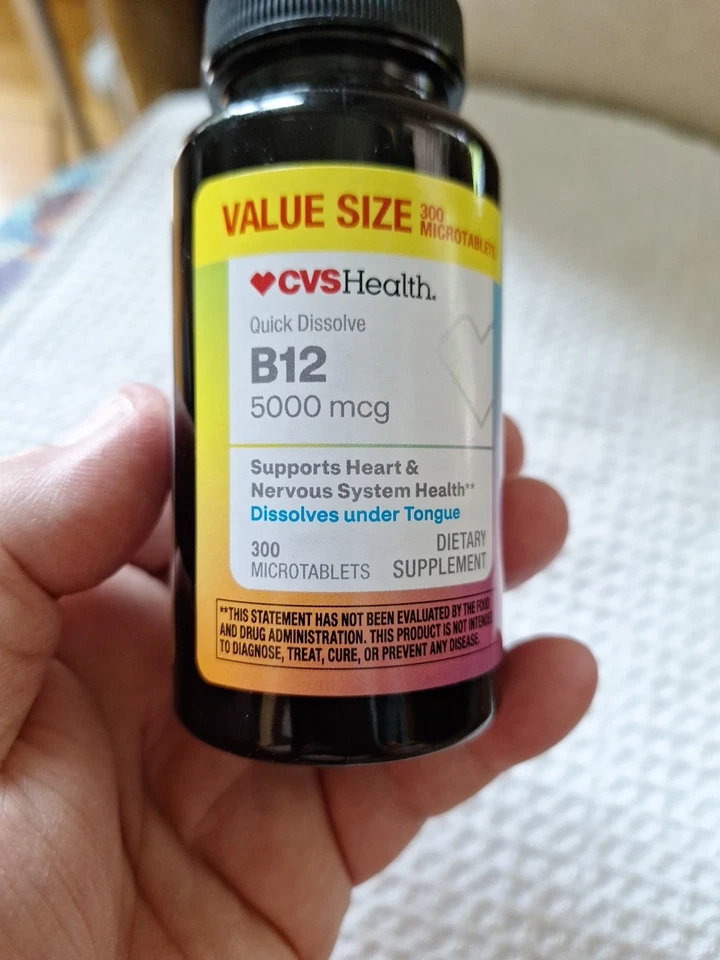 VALUE SIZE 300
MICROTABLETS
CVSHealth.
Quick Dissolve
B12
5000 mcg
Supports Heart &
Nervous System Health**
Dissolves under Tongue
300
MICROTABLETS
DIETARY
SUPPLEMENT
**THIS STATEMENT HAS NOT BEEN EVALUATED BY THE FOOD
AND DRUG ADMINISTRATION. THIS PRODUCT IS NOT INTENDED
TO DIAGNOSE, TREAT, CURE, OR PREVENT ANY DISEASE.